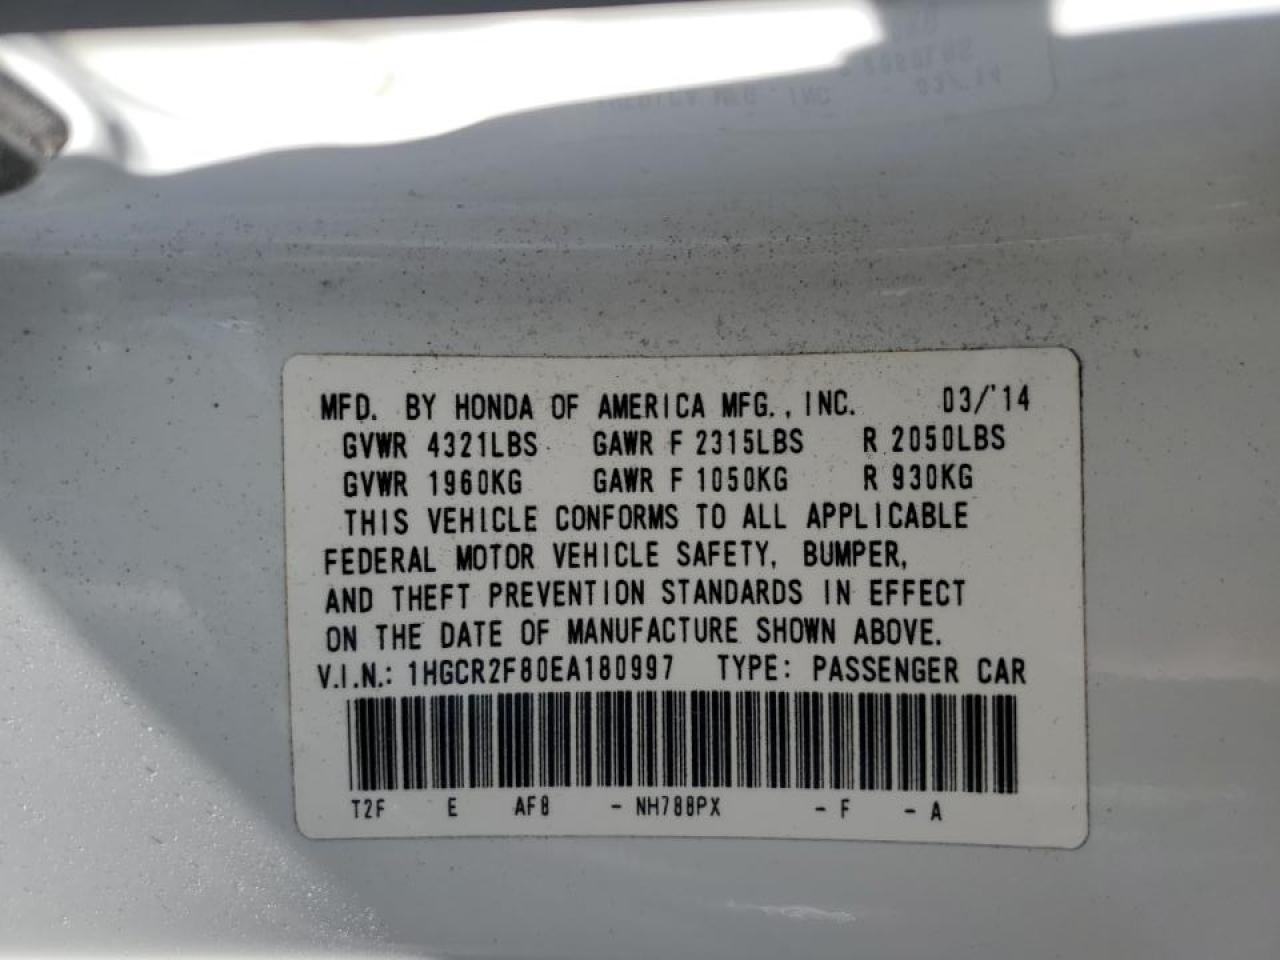 MFD. BY HONDA OF AMERICA MFG., INC. 03/'14
GVWR 4321LBS GAWR F 2315LBS R 2050LBS
GVWR 1960KG GAWR F 1050KG R 930KG
THIS VEHICLE CONFORMS TO ALL APPLICABLE
FEDERAL MOTOR VEHICLE SAFETY, BUMPER,
AND THEFT PREVENTION STANDARDS IN EFFECT
ON THE DATE OF MANUFACTURE SHOWN ABOVE.
V.I.N.: 1HGCR2F80EA180997 TYPE: PASSENGER CAR
T2F E AF8 - NH788PX - F - A